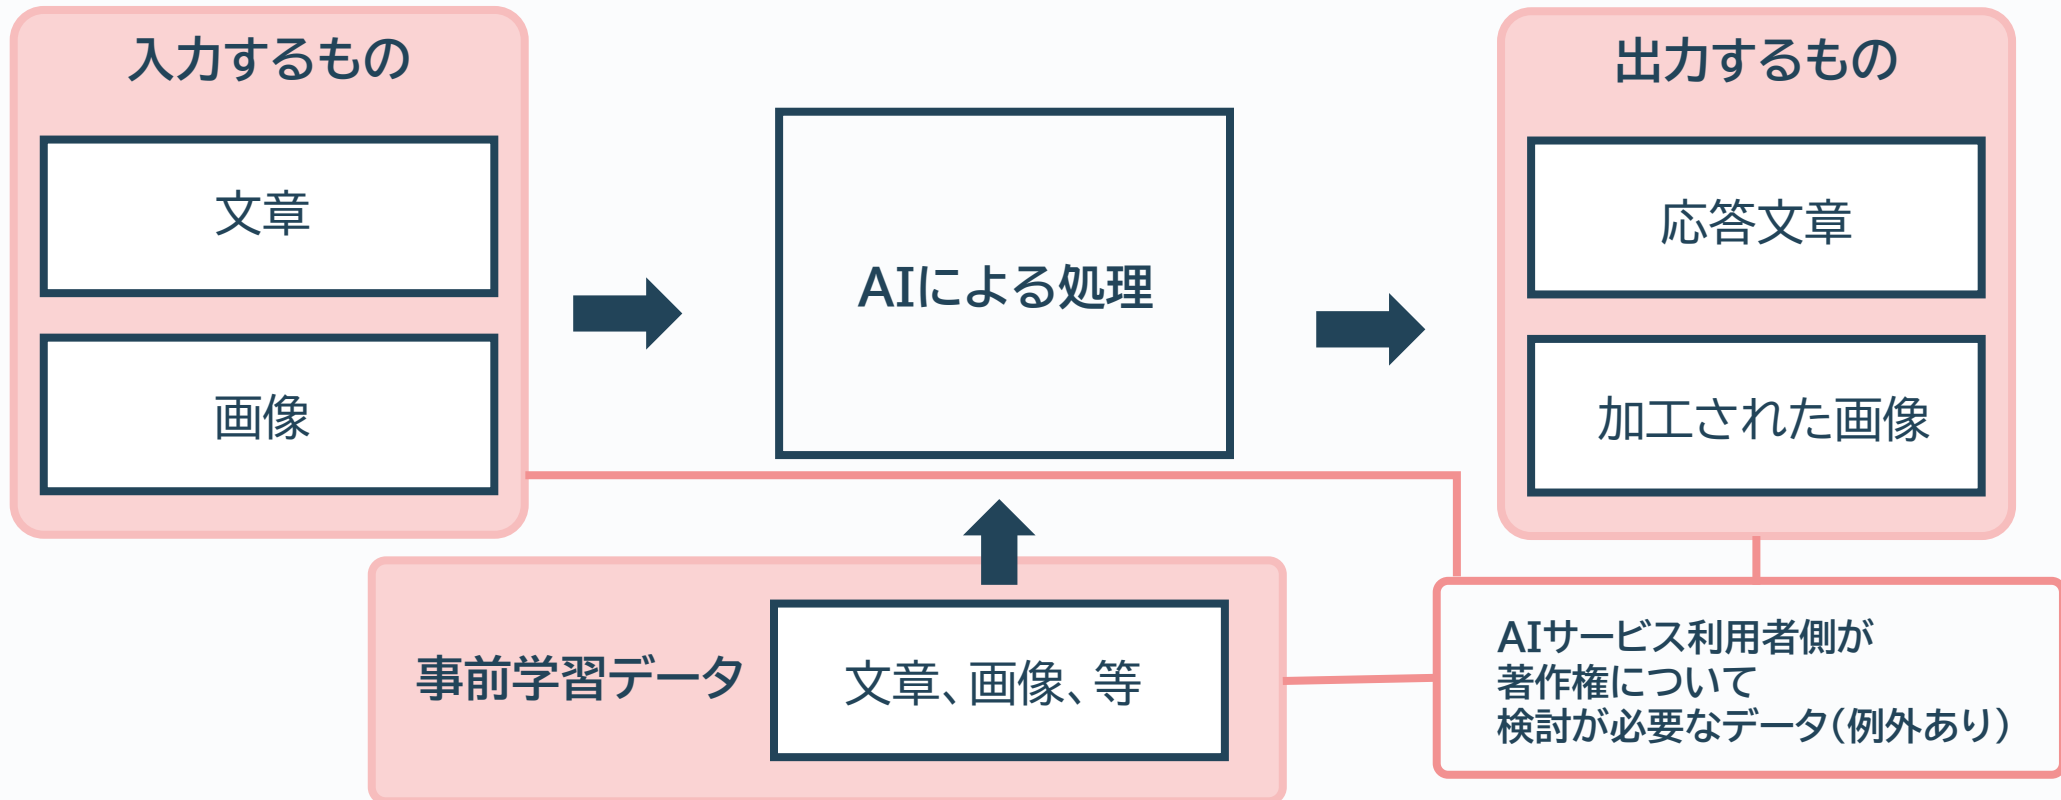 入力するもの
文章
画像
AIによる処理
出力するもの
応答文章
加工された画像
事前学習データ
文章、画像、等
AIサービス利用者側が
著作権について
検討が必要なデータ（例外あり）